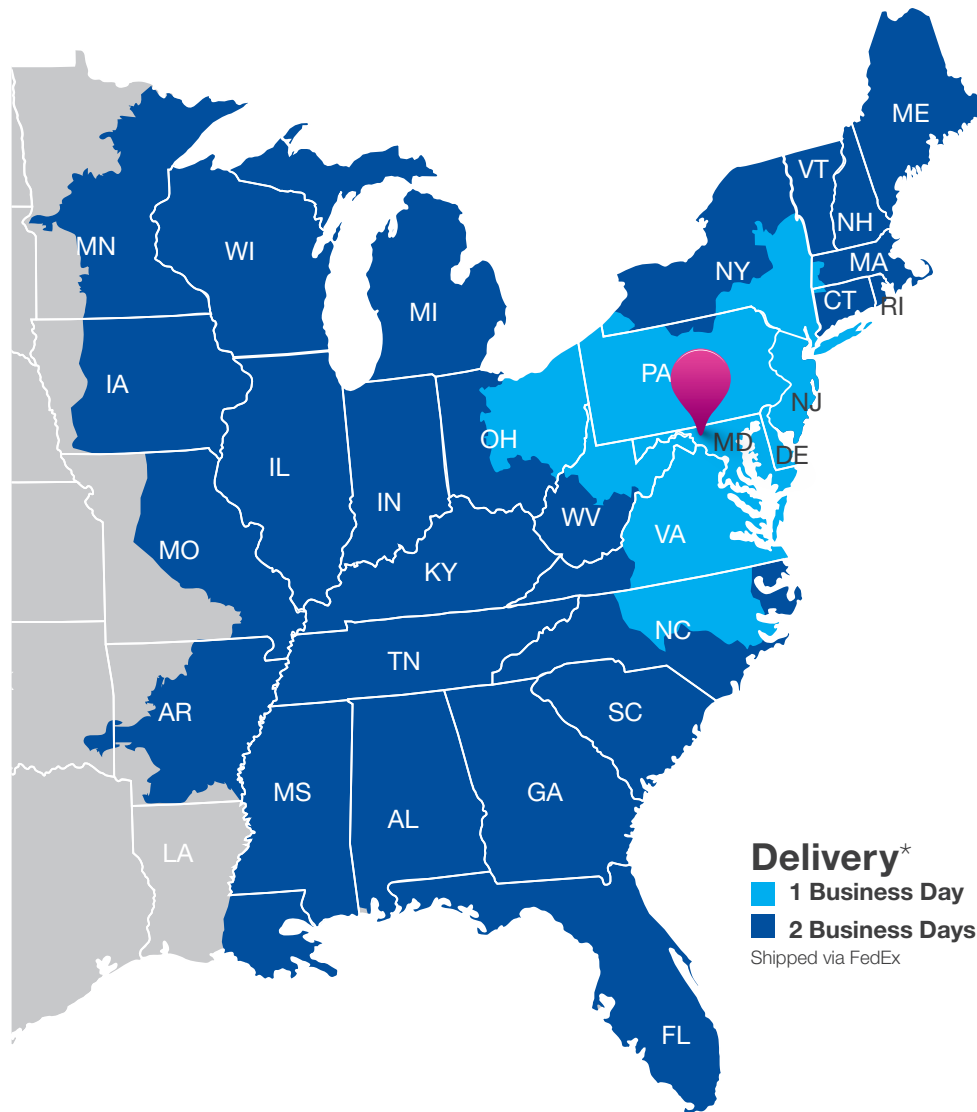 ME
VT
NH
MN
WI
NY
MA
CT
RI
MI
IA
PA
NJ
OH
MD
DE
IL
IN
WV
VA
MO
KY
NC
TN
AR
SC
MS
AL
GA
LA
Delivery*
1 Business Day
2 Business Days
Shipped via FedEx
FL